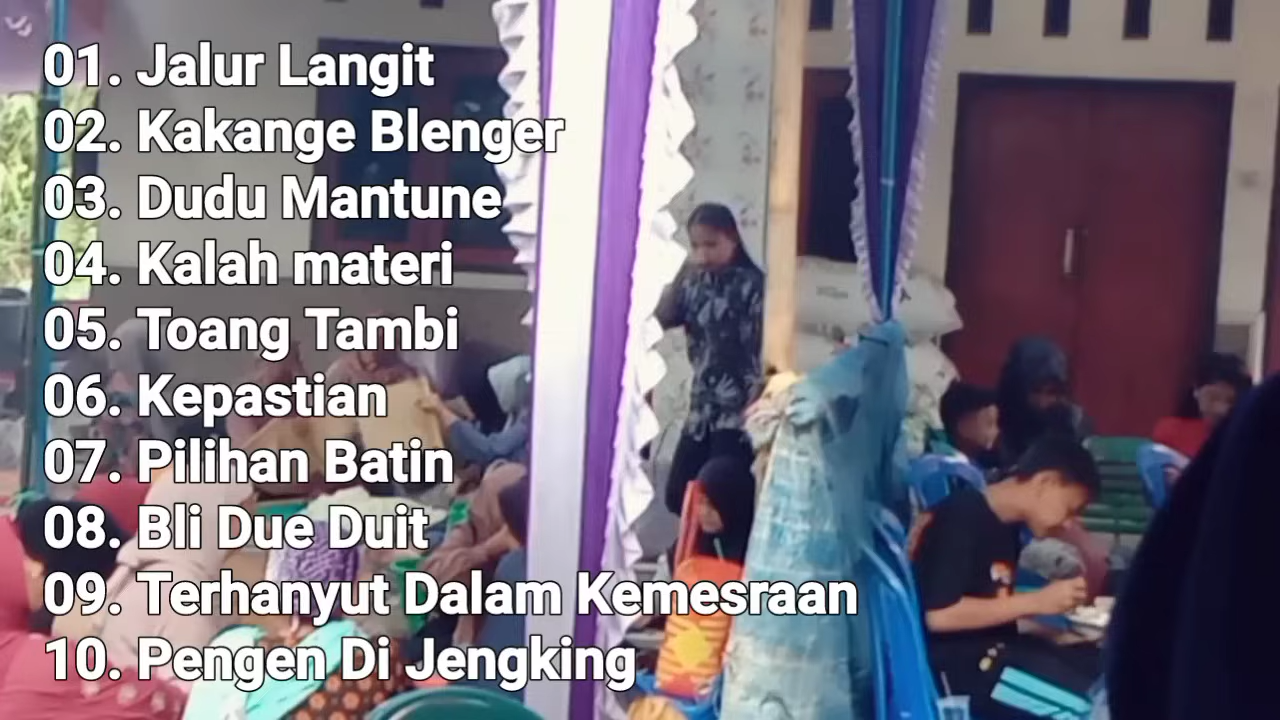 01. Jalur Langit
02. Kakange Blenger
03. Dudu Mantune
04. Kalah materi
05. Toang Tambi
06. Kepastian
07. Pilihan Batin
08. Bli Due Duit
09. Terhanyut Dalam Kemesraan
10. Pengen Di Jengking